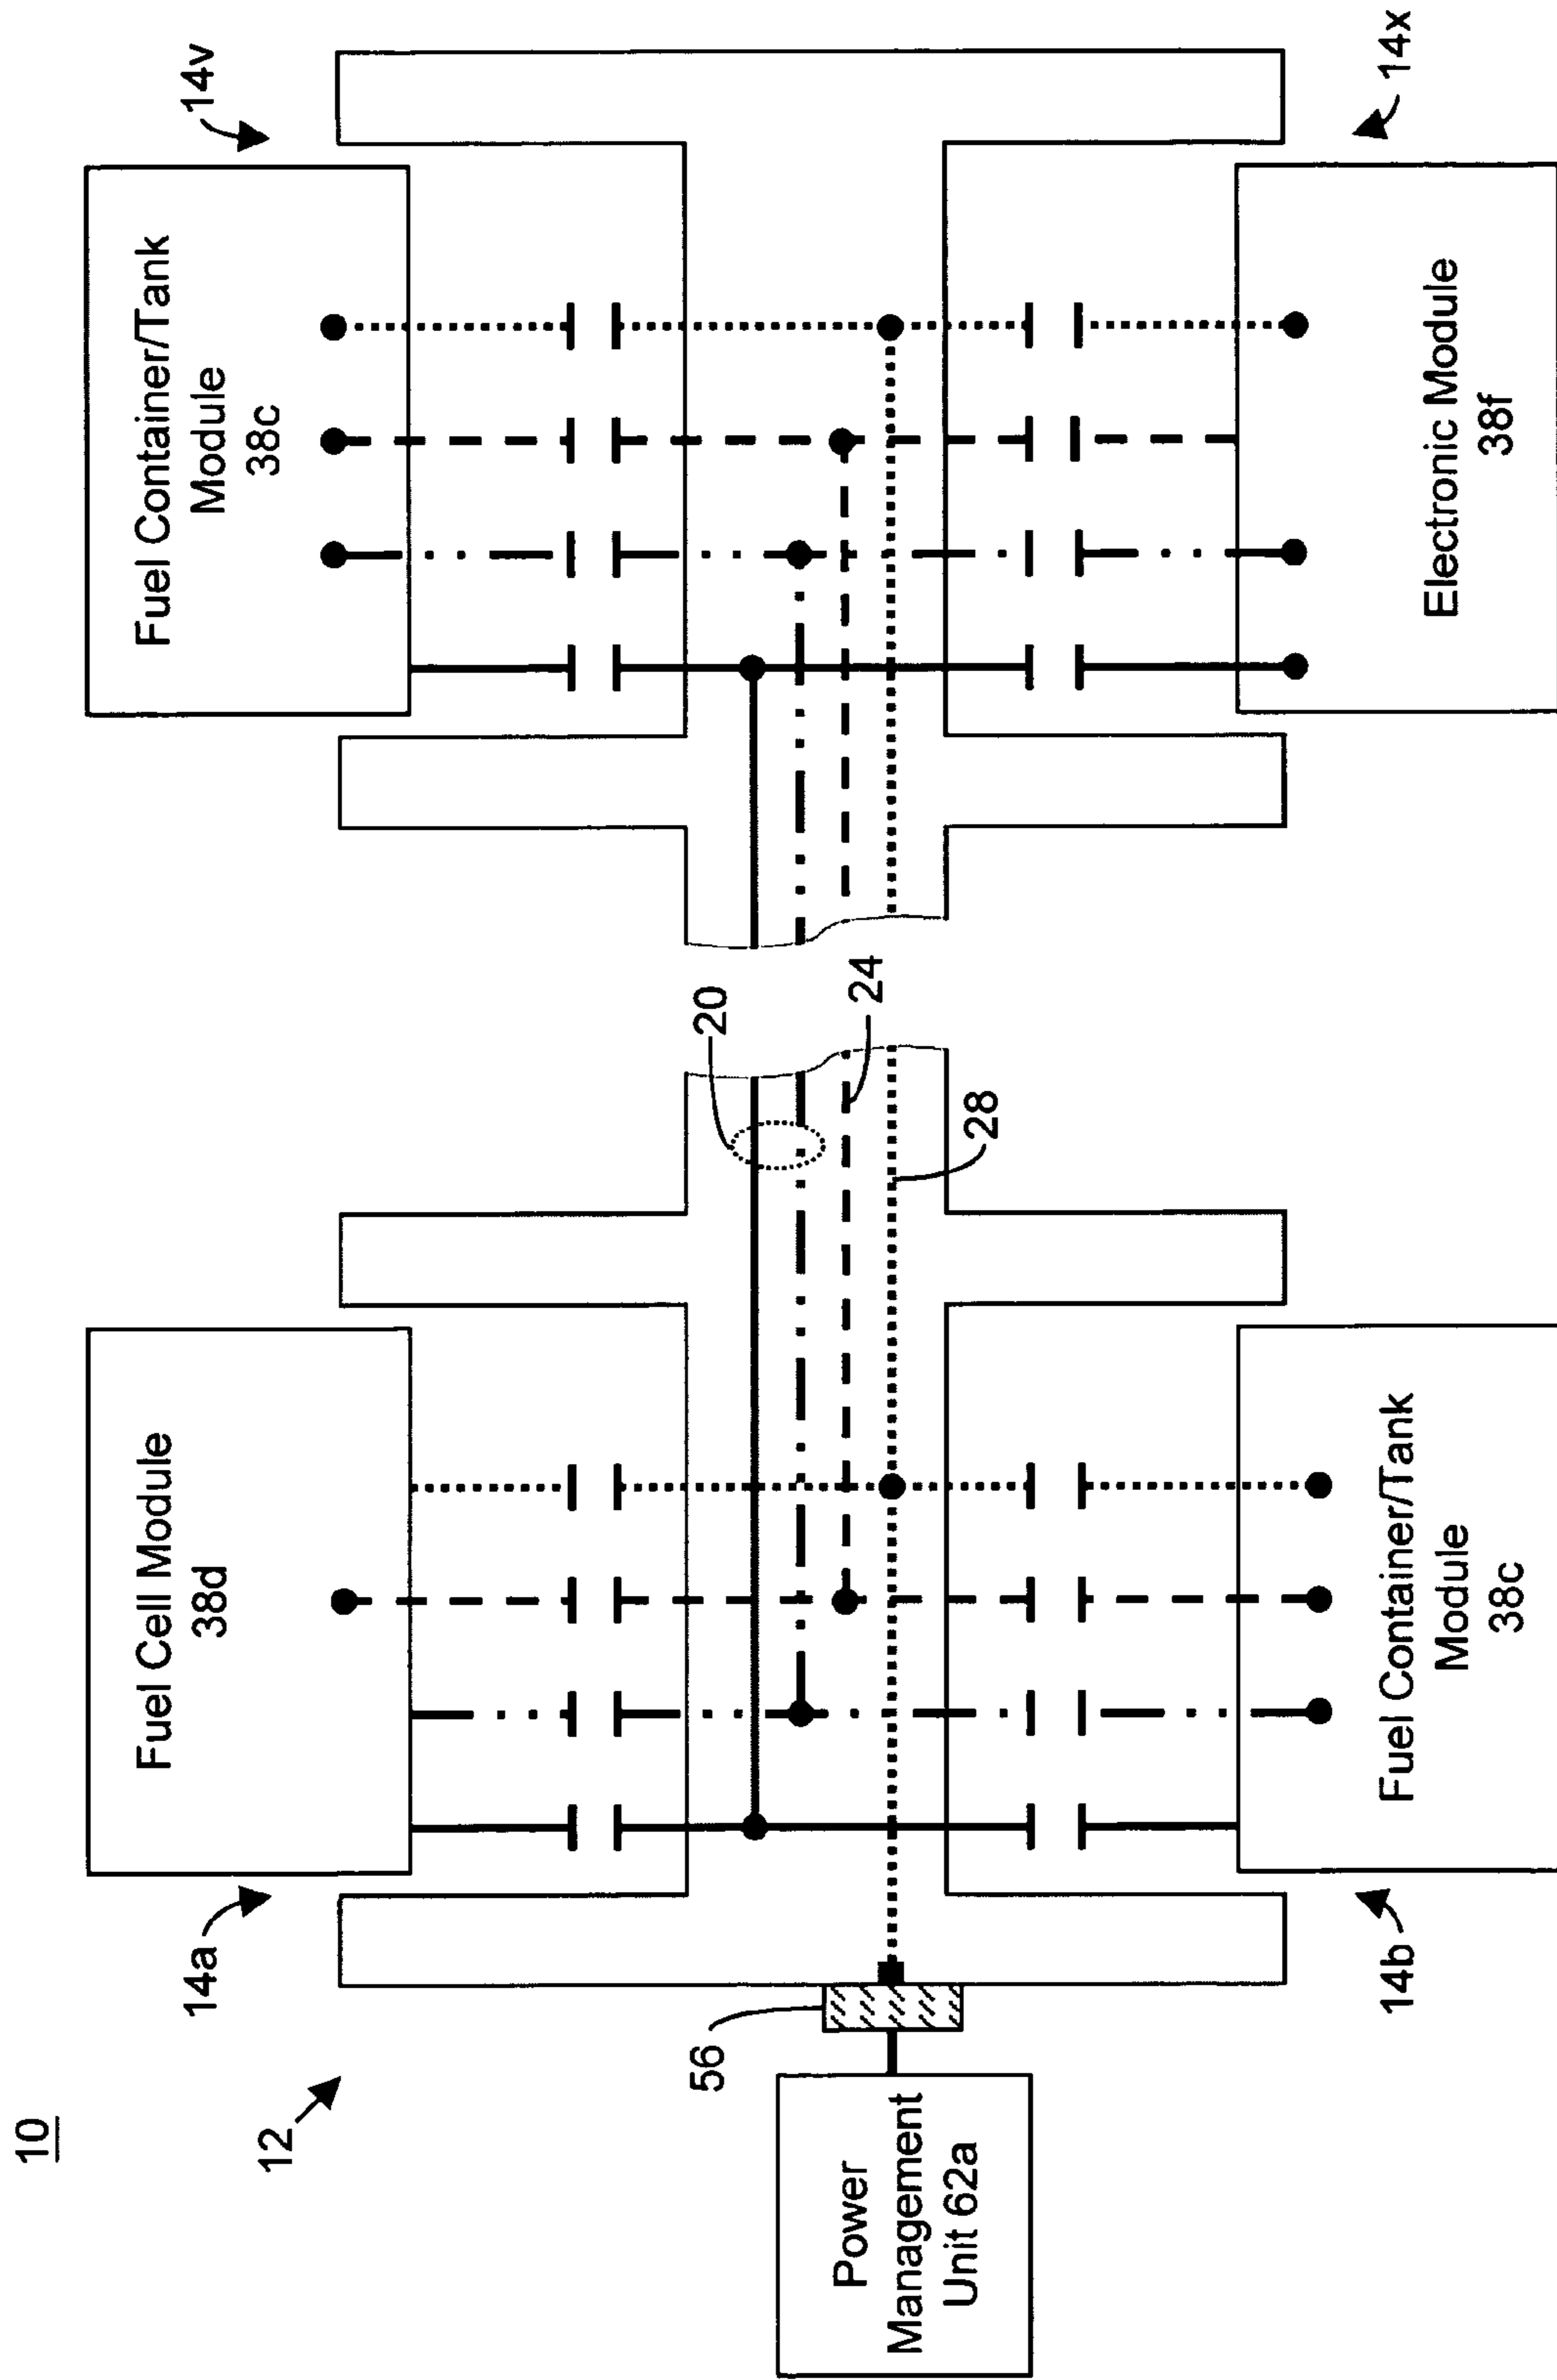 10
12
14a
Fuel Cell Module
38d
14v
Fuel Container/Tank
Module
38c
20
24
28
56
Power
Management
Unit 62a
14b
Fuel Container/Tank
Module
38c
14x
Electronic Module
38f